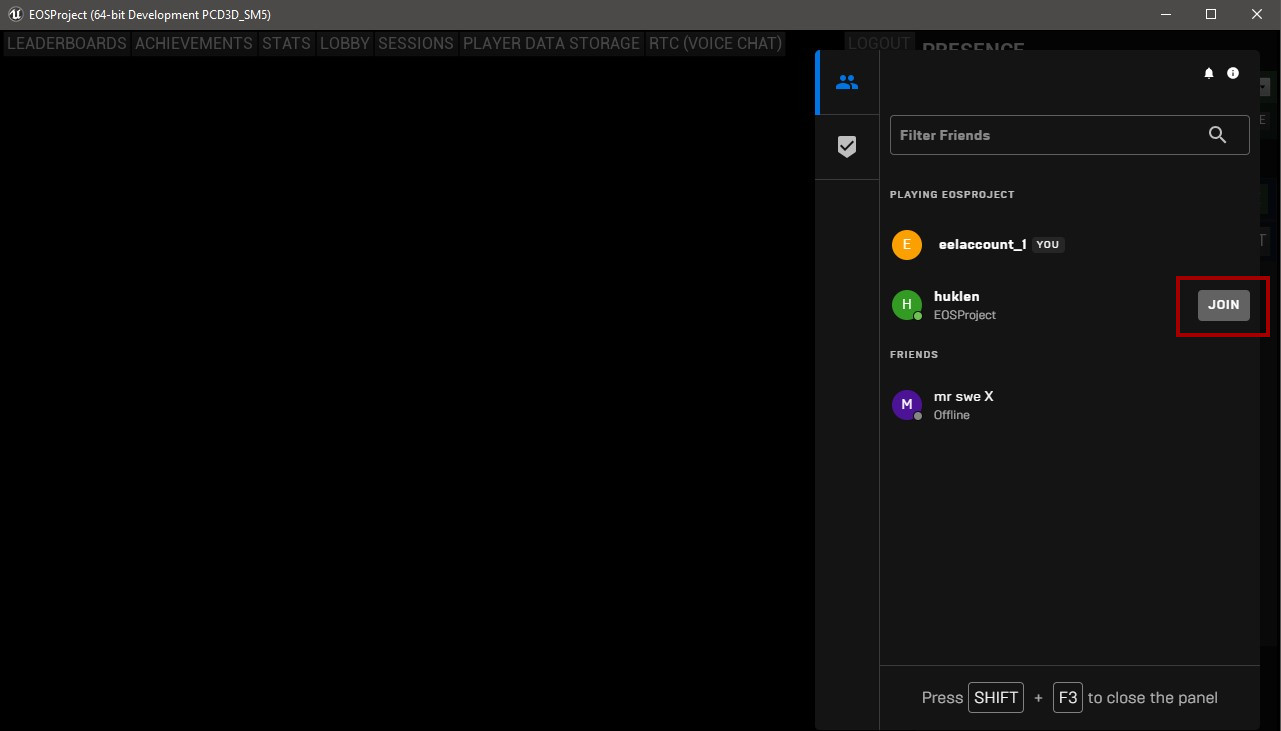 EOSProject (64-bit Development PCD3D_SM5)
LEADERBOARDS ACHIEVEMENTS STATS LOBBY SESSIONS PLAYER DATA STORAGE RTC (VOICE CHAT) LOGOUT PRESENCE
Filter Friends
PLAYING EOSPROJECT
E eelaccount_1 YOU
H huklen
EOSProject
JOIN
FRIENDS
M mr swe X
Offline
Press SHIFT + F3 to close the panel